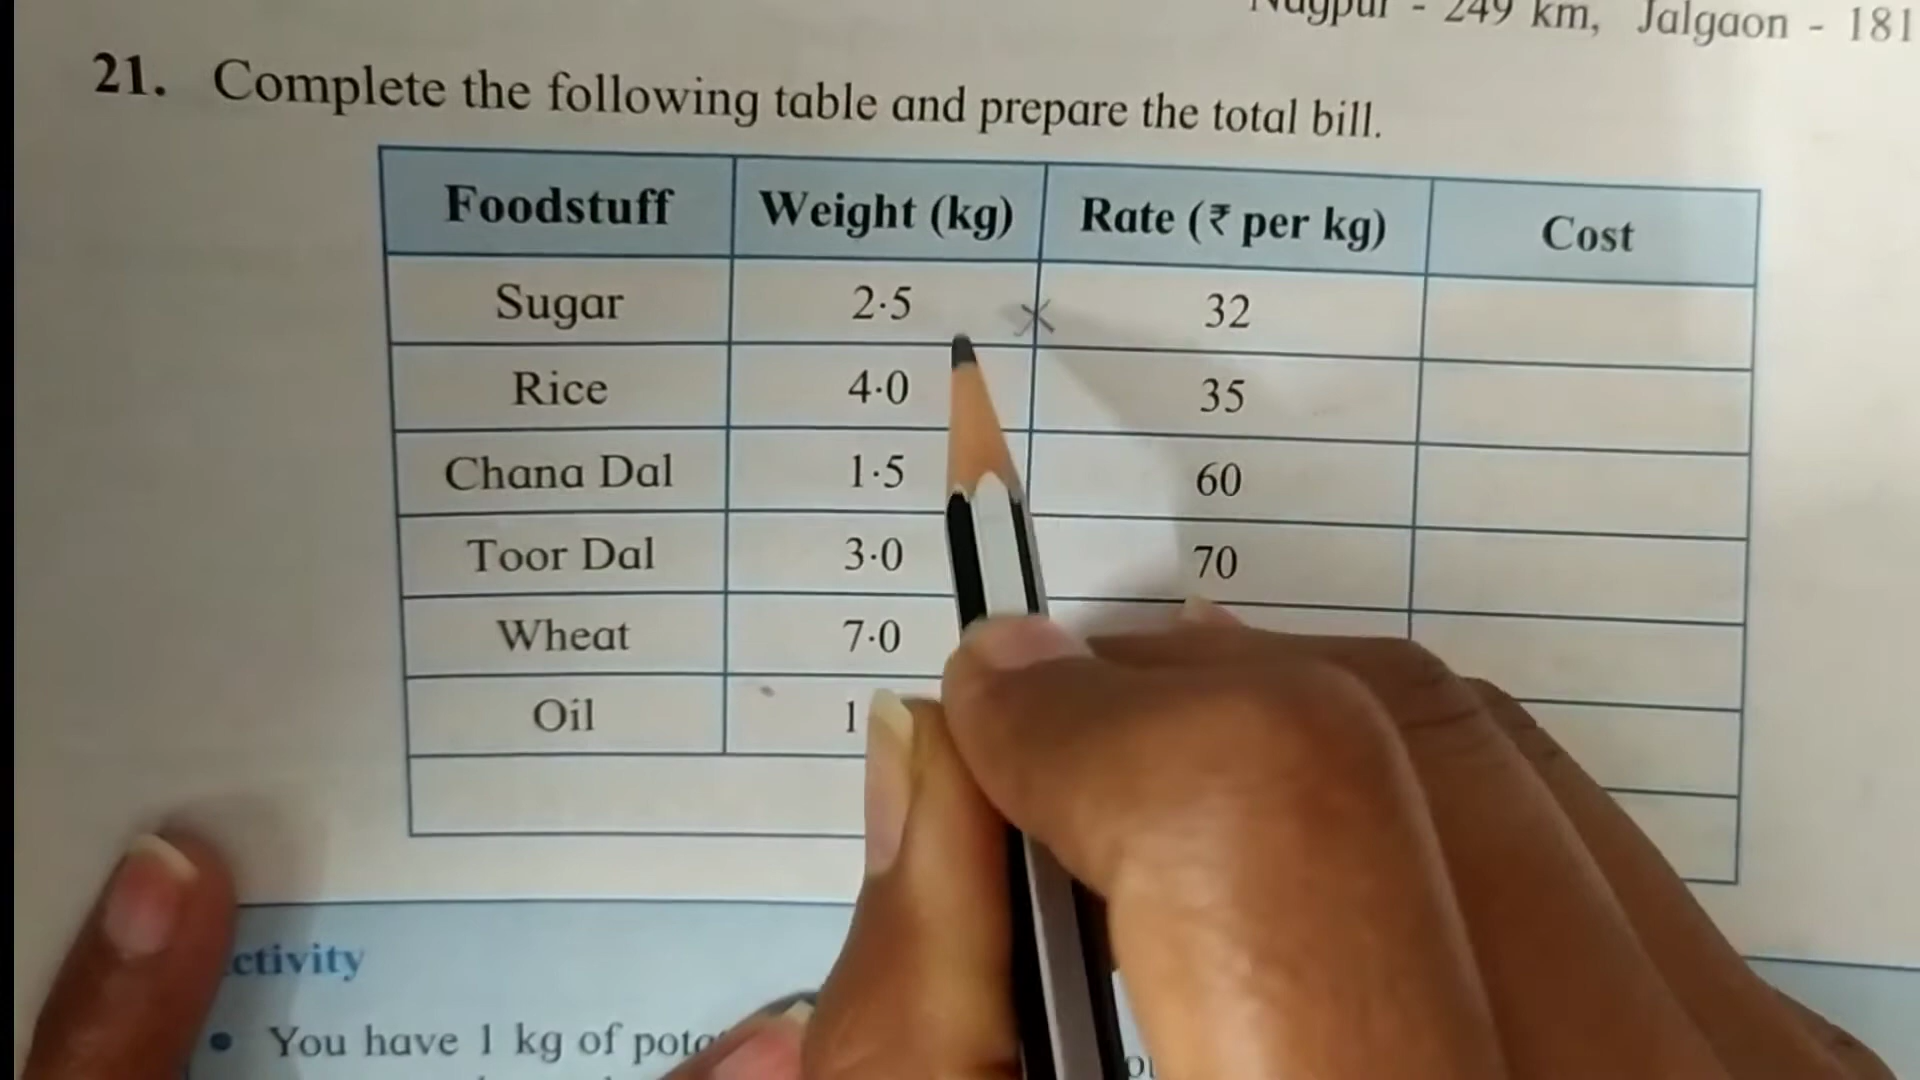 Nagpur - 249 km, Jalgaon - 181
21. Complete the following table and prepare the total bill.
Foodstuff Weight (kg) Rate (₹ per kg) Cost
Sugar 2·5 × 32
Rice 4·0 35
Chana Dal 1·5 60
Toor Dal 3·0 70
Wheat 7·0
Oil 1
ctivity
• You have 1 kg of